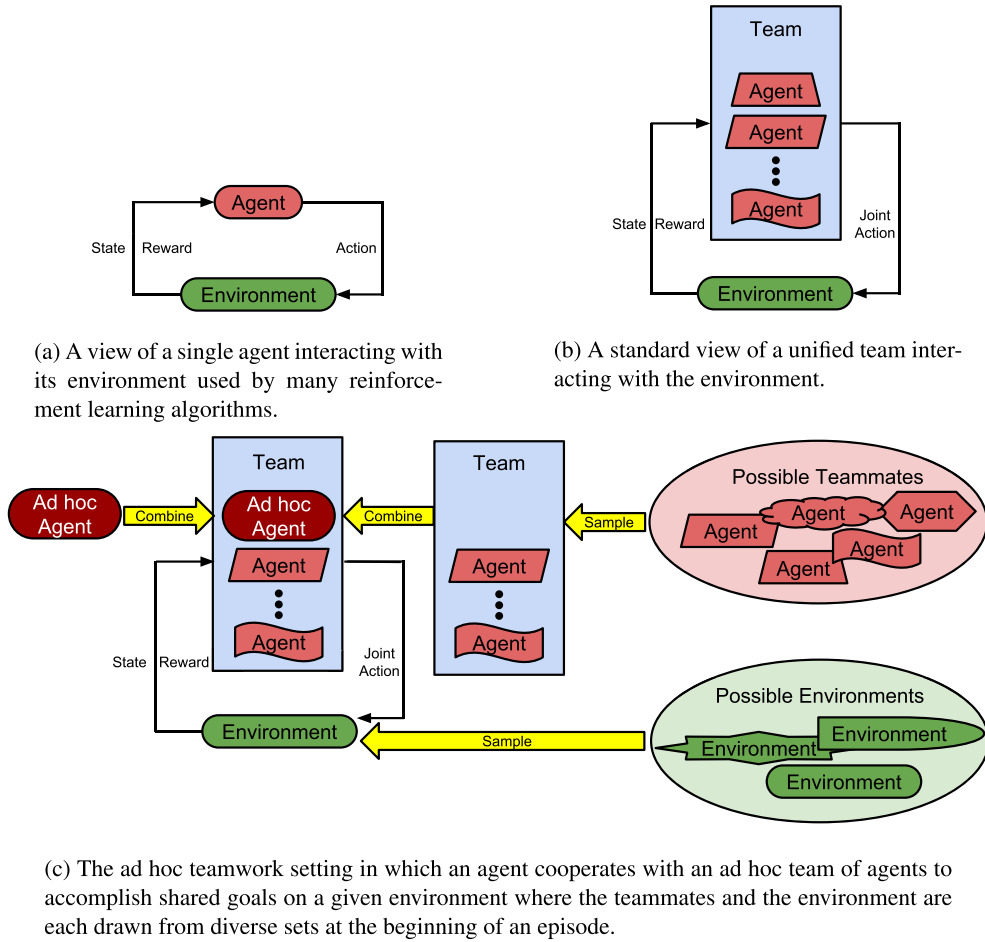 Agent
State
Reward
Action
Environment
(a) A view of a single agent interacting with
its environment used by many reinforce-
ment learning algorithms.
Team
Agent
Agent
Agent
State
Reward
Joint
Action
Environment
(b) A standard view of a unified team inter-
acting with the environment.
Ad hoc
Agent
Combine
Team
Ad hoc
Agent
Agent
Agent
Combine
Team
Agent
Agent
Sample
Possible Teammates
Agent
Agent
Agent
Agent
Agent
State
Reward
Joint
Action
Environment
Sample
Possible Environments
Environment
Environment
Environment
(c) The ad hoc teamwork setting in which an agent cooperates with an ad hoc team of agents to
accomplish shared goals on a given environment where the teammates and the environment are
each drawn from diverse sets at the beginning of an episode.